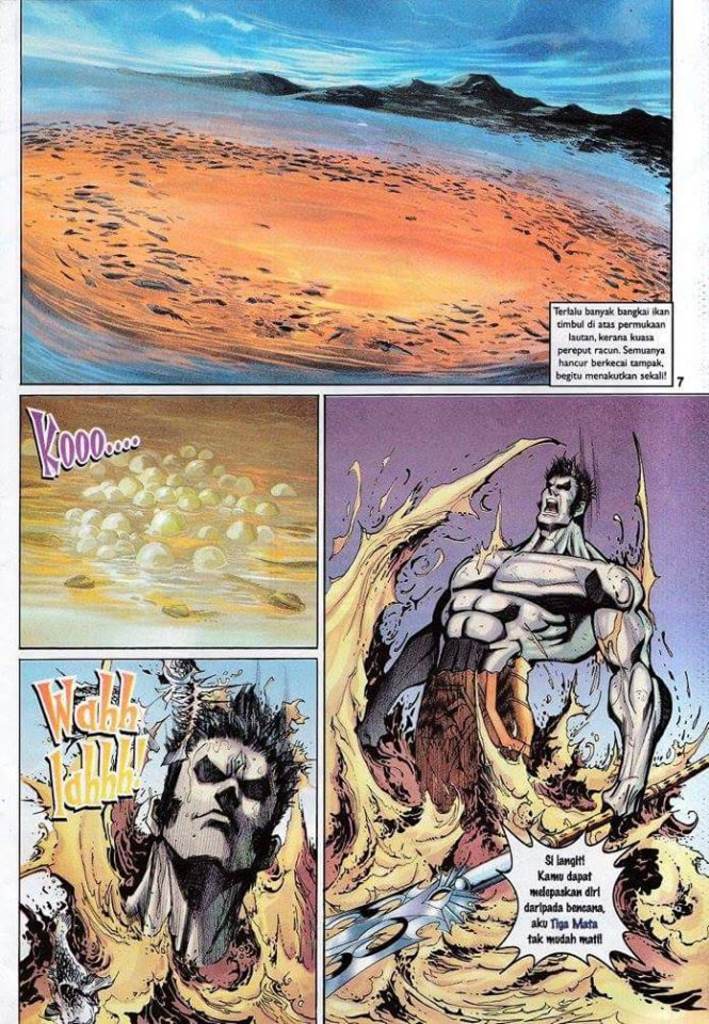 Terlalu banyak bangkai ikan
timbul di atas permukaan
lautan, kerana kuasa
pereput racun. Semuanya
hancur berkecai tampak,
begitu menakutkan sekali!
7
Kooo....
Wahh
Iahhh!
Si langit!
Kamu dapat
melepaskan diri
daripada bencana,
aku Tiga Mata
tak mudah mati!